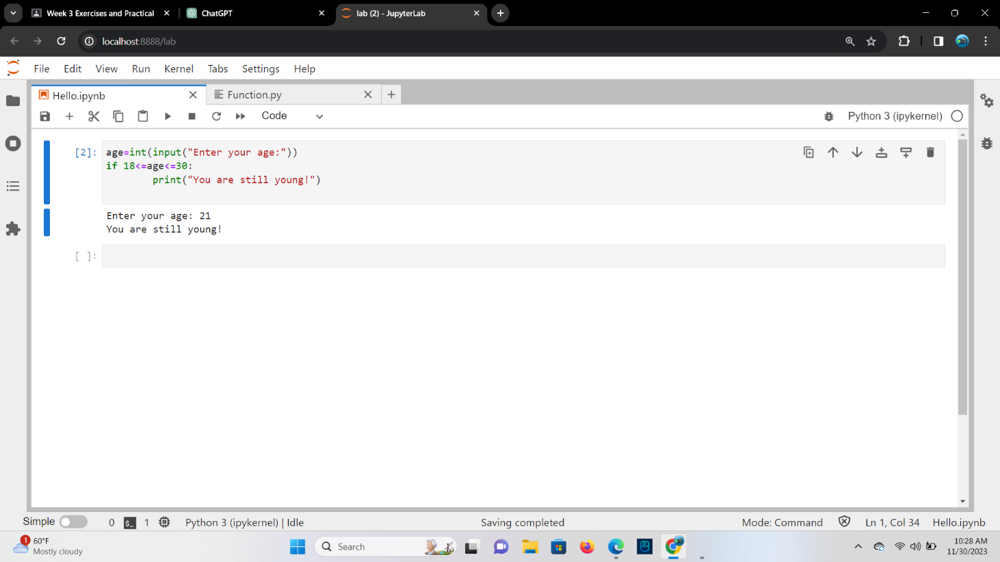 Week 3 Exercises and Practical
ChatGPT
lab (2) - JupyterLab
localhost:8888/lab
File Edit View Run Kernel Tabs Settings Help
Hello.ipynb
Function.py
Code
Python 3 (ipykernel)
[2]:
age=int(input("Enter your age:"))
if 18<=age<=30:
        print("You are still young!")
Enter your age: 21
You are still young!
[ ]:
Simple 0 $_ 1 Python 3 (ipykernel) | Idle Saving completed Mode: Command Ln 1, Col 34 Hello.ipynb
1
60°F
Mostly cloudy
Search
10:28 AM
11/30/2023